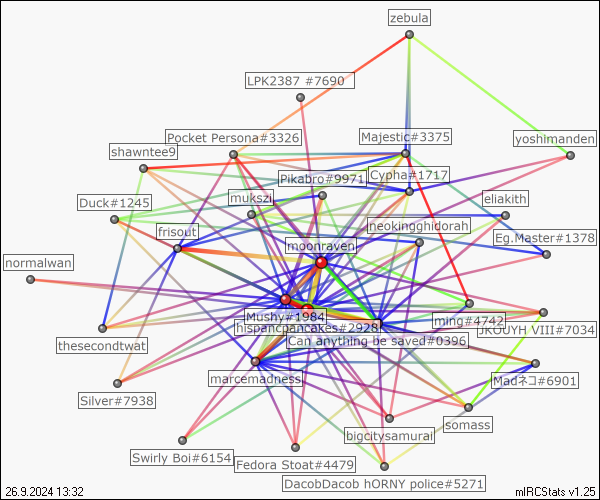 zebula
LPK2387 #7690
Pocket Persona#3326
Majestic#3375
yoshimanden
shawntee9
Pikabro#9971
Cypha#1717
Duck#1245
mukszi
eliakith
frisout
neokingghidorah
Eg.Master#1378
moonraven
normalwan
Mushy#1984
ming#4742
hispancpancakes#2928
KOUYH VIII#7034
Can anything be saved#0396
thesecondtwat
marcemadness
Madネコ#6901
Silver#7938
somass
bigcitysamurai
Swirly Boi#6154
Fedora Stoat#4479
DacobDacob hORNY police#5271
26.9.2024 13:32
mIRCStats v1.25